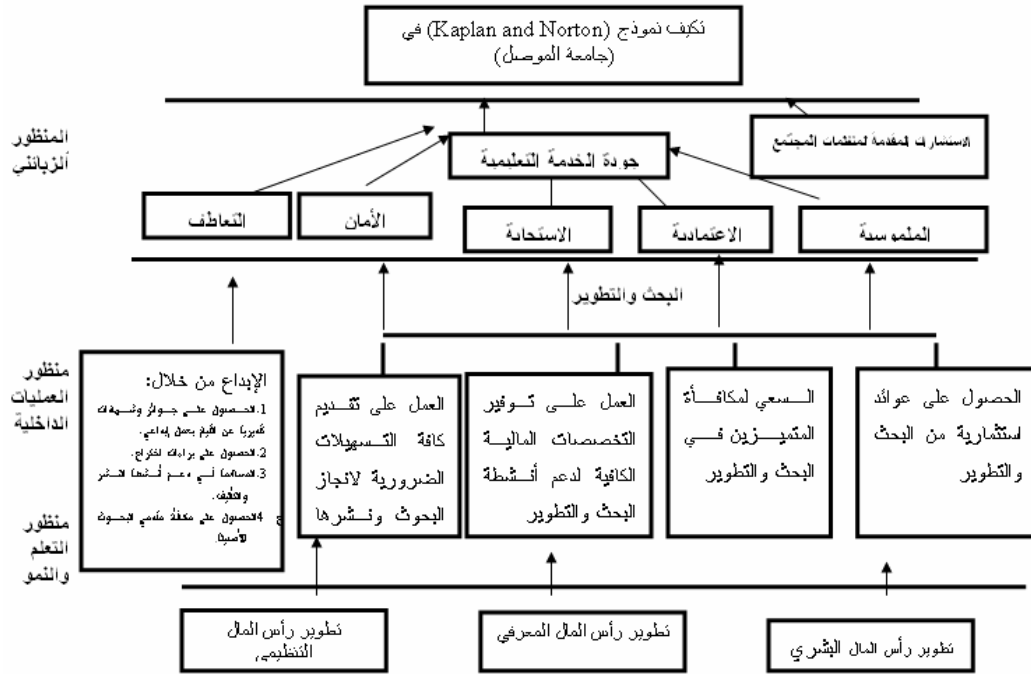 تكيف نموذج (Kaplan and Norton) في
(جامعة الموصل)
المنظور
الزبائني
الاستشارات المقدمة لمنظمات المجتمع
جودة الخدمة التعليمية
التعاطف
الأمان
الاستجابة
الاعتمادية
الملموسية
البحث والتطوير
منظور
العمليات
الداخلية
الحصول على عوائد
استثمارية من البحث
والتطوير
السعي لمكافأة
المتميزين في
البحث والتطوير
العمل على توفير
التخصصات المالية
الكافية لدعم أنشطة
البحث والتطوير
العمل على تقديم
كافة التسهيلات
الضرورية لانجاز
البحوث ونشرها
الإبداع من خلال:
1.الحصول على جوائز وشهادات
عن القيام بعمل إبداعي.
2.الحصول على براءات اختراع.
3.المساهمة في دعم أنشطة النشر
والتأليف.
4.الحصول على مكافأة البحوث
الأصيلة.
منظور
التعلم
والنمو
تطوير رأس المال
التنظيمي
تطوير رأس المال المعرفي
تطوير رأس المال البشري